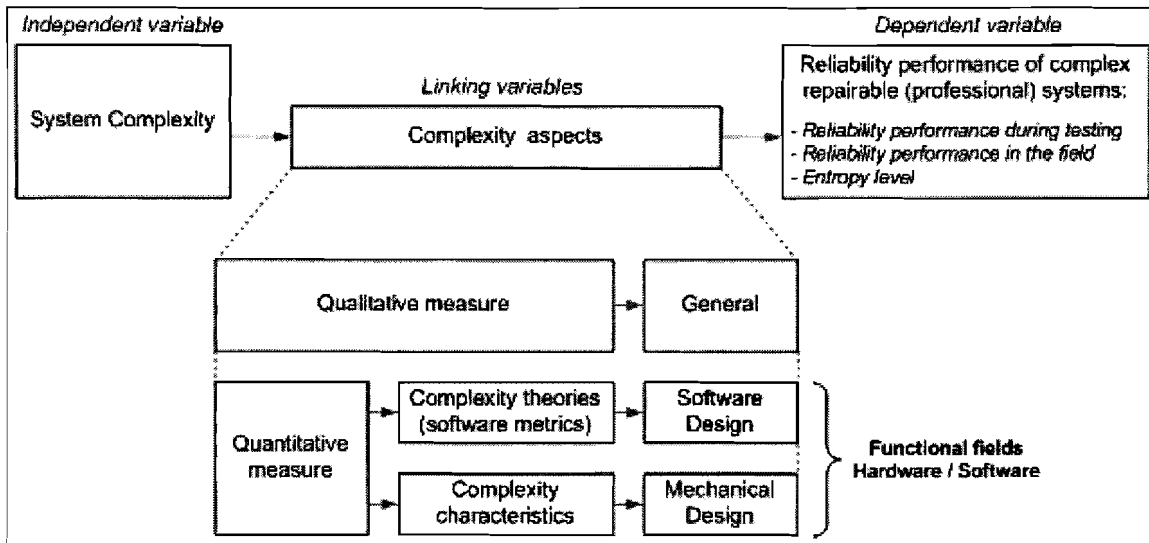 Independent variable
Dependent variable
System Complexity
Linking variables
Complexity aspects
Reliability performance of complex
repairable (professional) systems:
- Reliability performance during testing
- Reliability performance in the field
- Entropy level
Qualitative measure
General
Quantitative
measure
Complexity theories
(software metrics)
Software
Design
Complexity
characteristics
Mechanical
Design
Functional fields
Hardware / Software